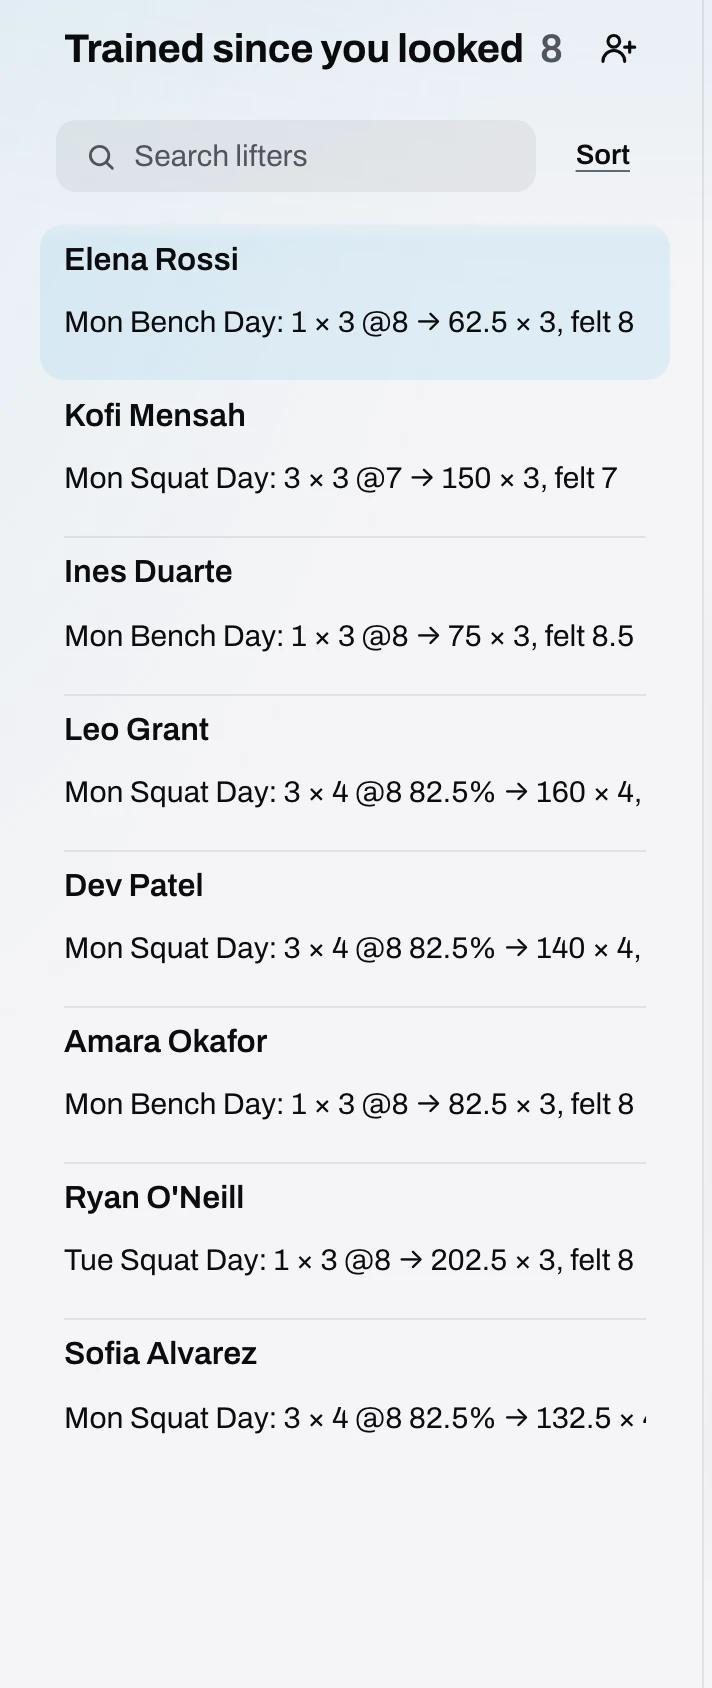 Trained since you looked 8
Search lifters
Sort
Elena Rossi
Mon Bench Day: 1 × 3 @8 → 62.5 × 3, felt 8
Kofi Mensah
Mon Squat Day: 3 × 3 @7 → 150 × 3, felt 7
Ines Duarte
Mon Bench Day: 1 × 3 @8 → 75 × 3, felt 8.5
Leo Grant
Mon Squat Day: 3 × 4 @8 82.5% → 160 × 4,
Dev Patel
Mon Squat Day: 3 × 4 @8 82.5% → 140 × 4,
Amara Okafor
Mon Bench Day: 1 × 3 @8 → 82.5 × 3, felt 8
Ryan O'Neill
Tue Squat Day: 1 × 3 @8 → 202.5 × 3, felt 8
Sofia Alvarez
Mon Squat Day: 3 × 4 @8 82.5% → 132.5 ×